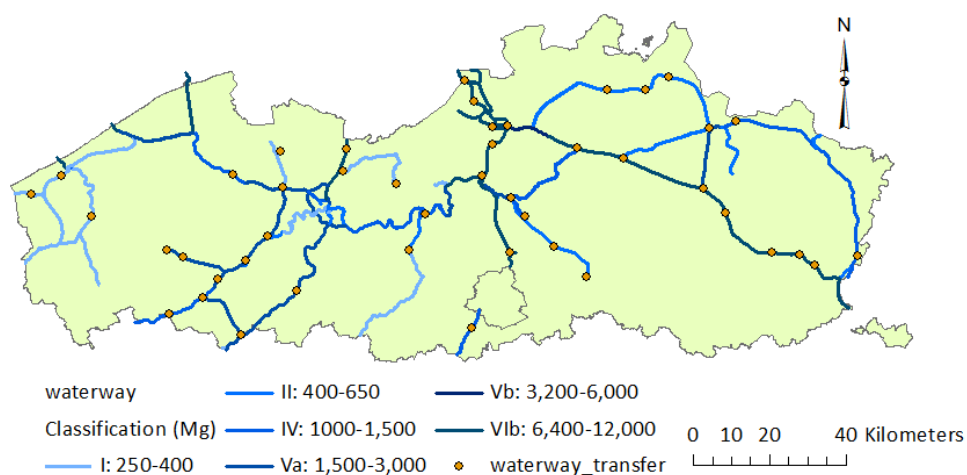 N
waterway
II: 400-650
Vb: 3,200-6,000
Classification (Mg)
IV: 1000-1,500
VIb: 6,400-12,000
0 10 20 40 Kilometers
I: 250-400
Va: 1,500-3,000
waterway_transfer